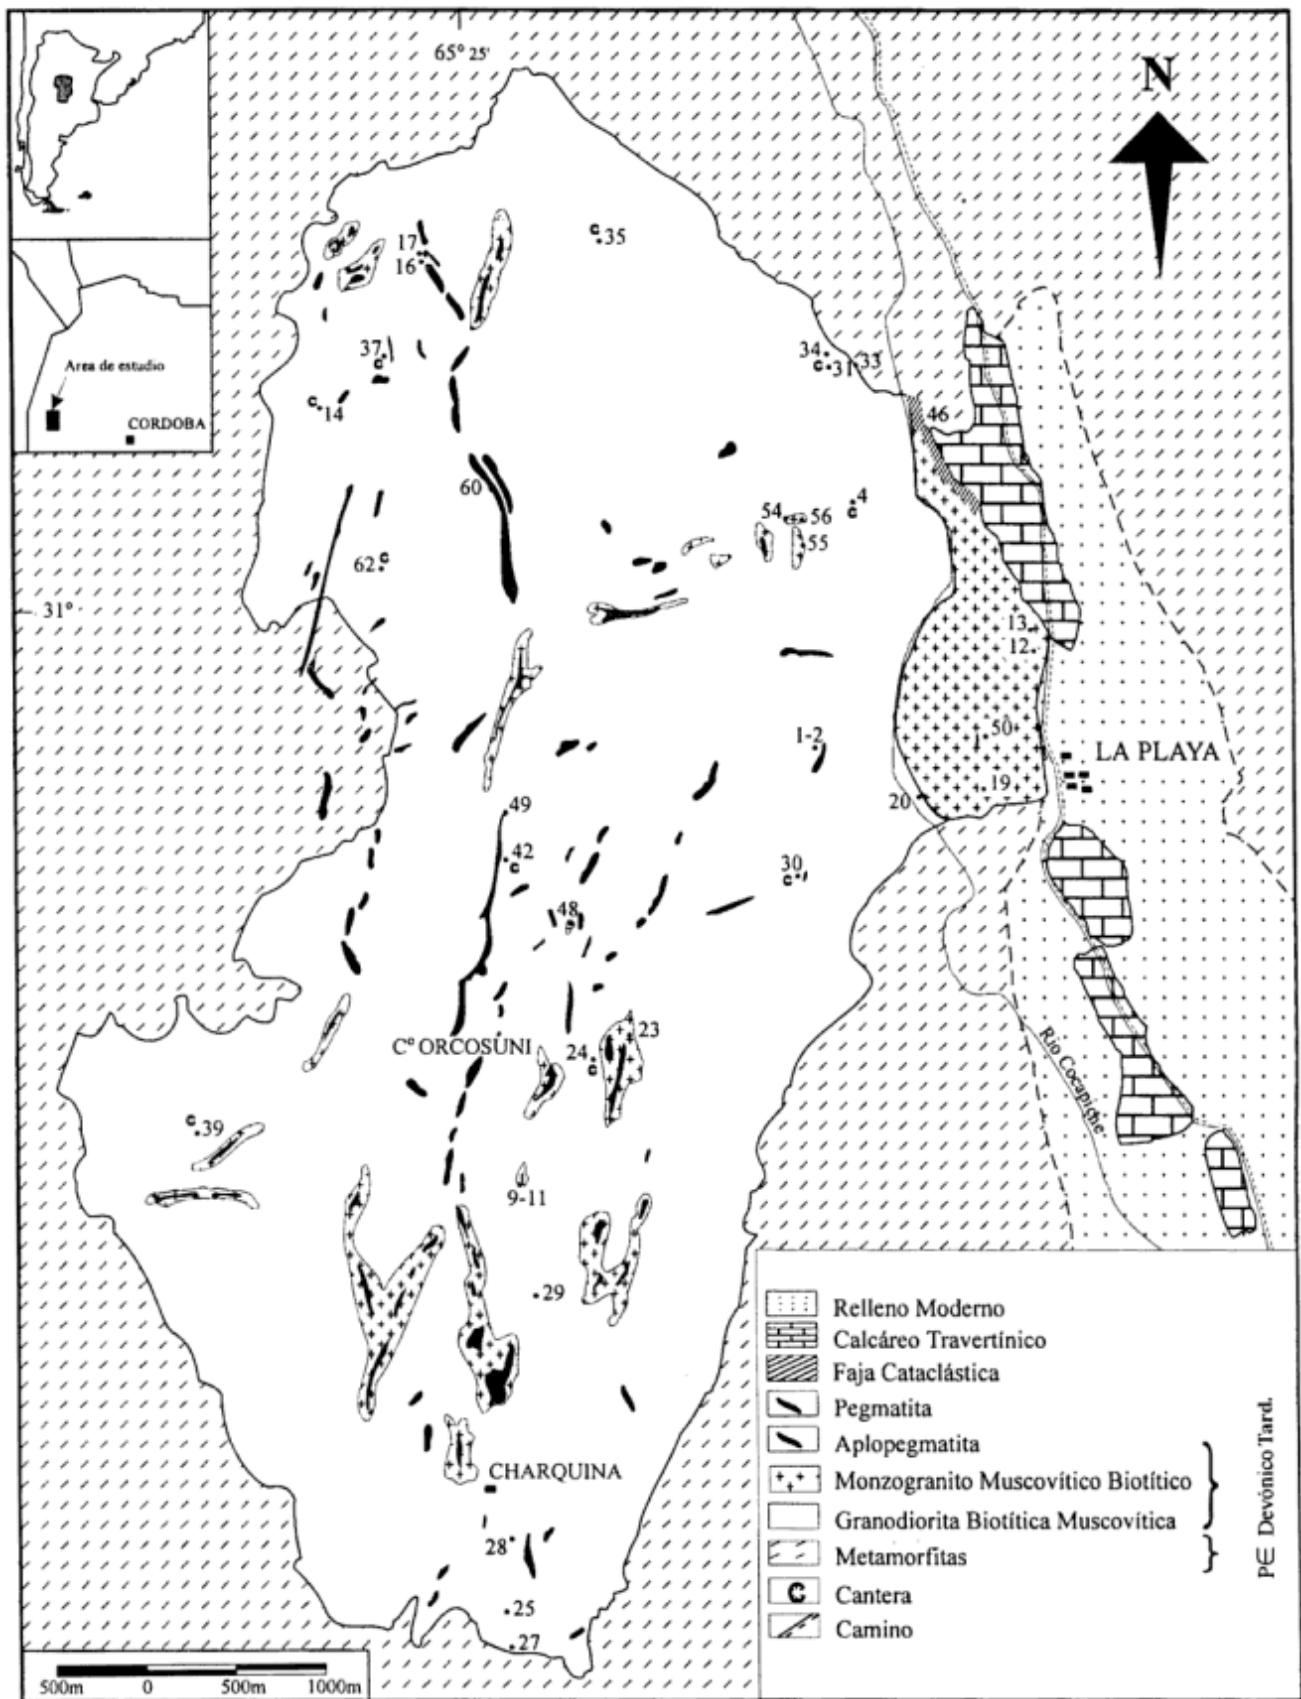 65° 25'
N
Area de estudio
CORDOBA
31°
C 35
17
16
37
C
C 14
34
C 31-33
46
60
4
C
54 56
55
62 C
13
12
1-2
50
LA PLAYA
19
20
49
42
C
30
C
48
Cº ORCOSUNI
24
C
23
Rio Cocapiche
C 39
9-11
29
CHARQUINA
28
25
27
Relleno Moderno
Calcáreo Travertínico
Faja Cataclástica
Pegmatita
Aplopegmatita
Monzogranito Muscovítico Biotítico
Granodiorita Biotítica Muscovítica
Metamorfitas
C Cantera
Camino
P∈ Devónico Tard.
500m 0 500m 1000m